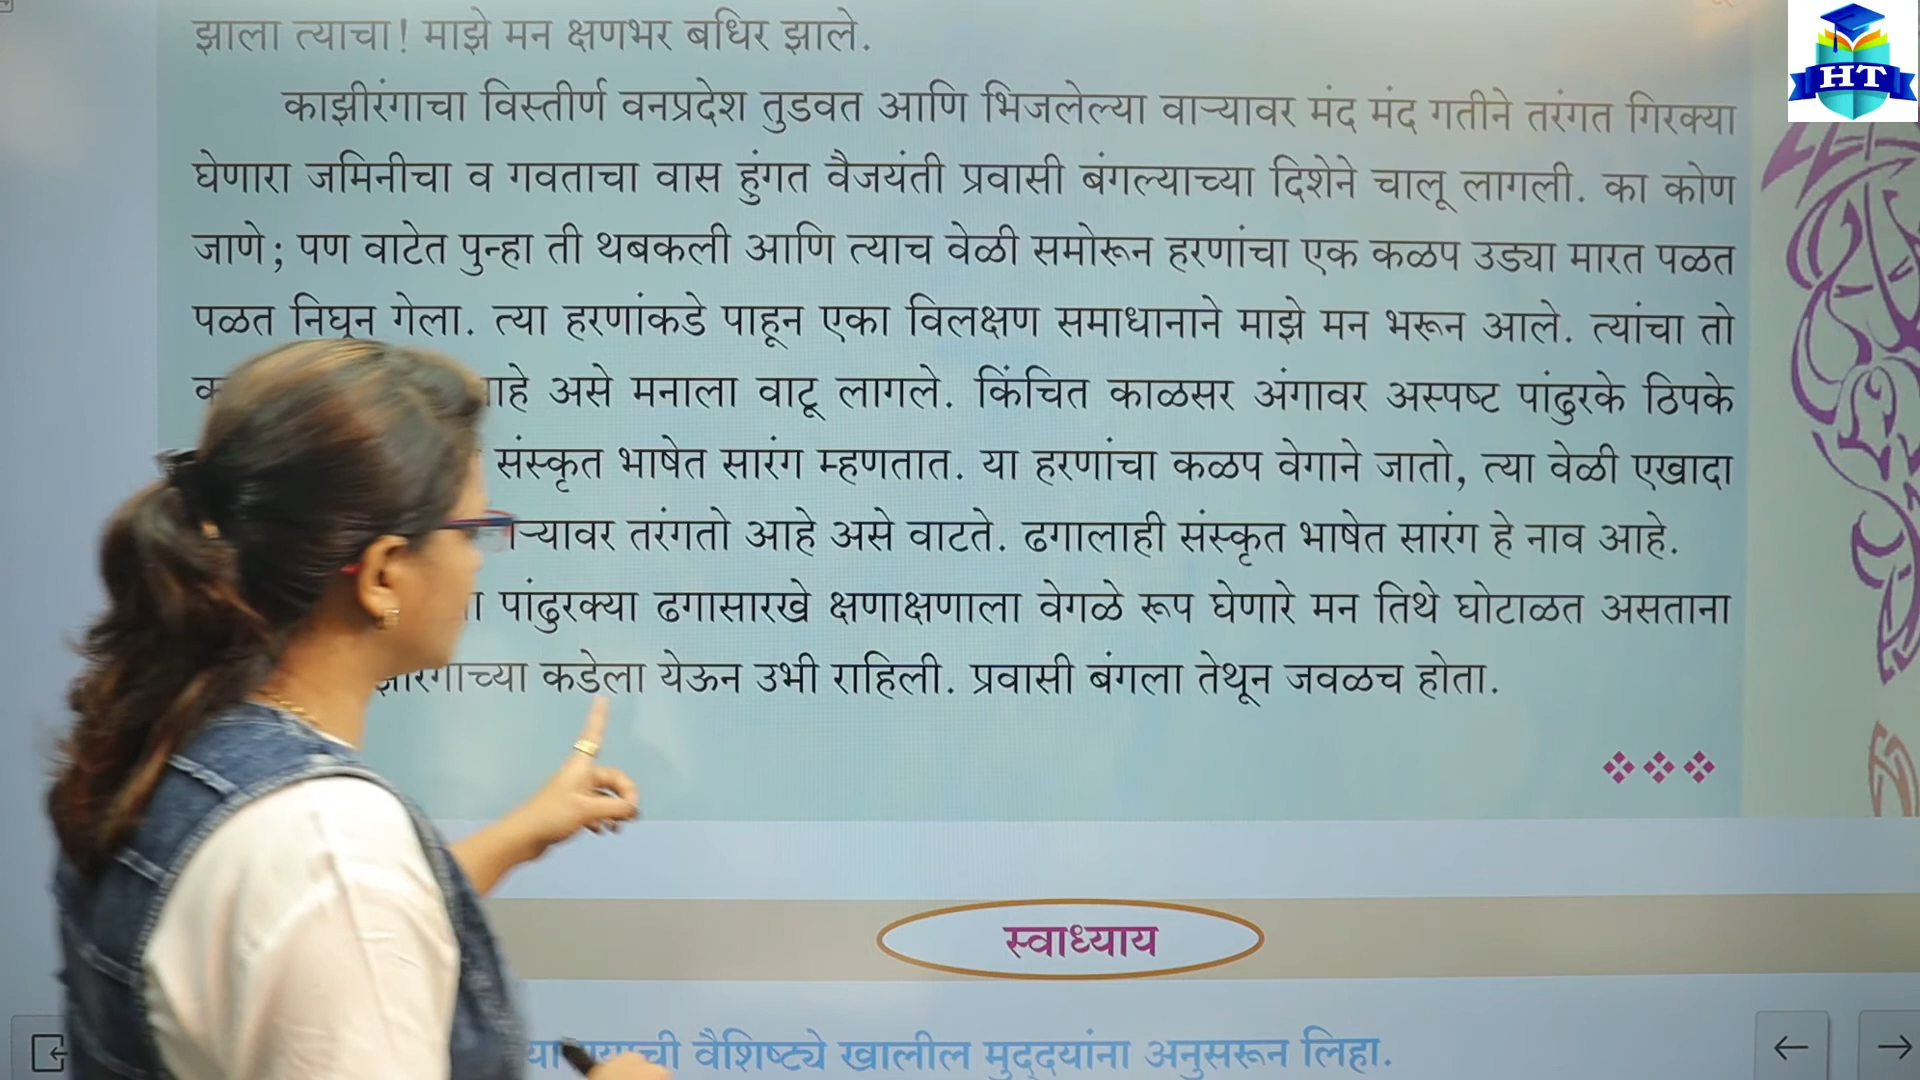 झाला त्याचा! माझे मन क्षणभर बधिर झाले.
HT
काझीरंगाचा विस्तीर्ण वनप्रदेश तुडवत आणि भिजलेल्या वाऱ्यावर मंद मंद गतीने तरंगत गिरक्या
घेणारा जमिनीचा व गवताचा वास हुंगत वैजयंती प्रवासी बंगल्याच्या दिशेने चालू लागली. का कोण
जाणे; पण वाटेत पुन्हा ती थबकली आणि त्याच वेळी समोरून हरणांचा एक कळप उड्या मारत पळत
पळत निघून गेला. त्या हरणांकडे पाहून एका विलक्षण समाधानाने माझे मन भरून आले. त्यांचा तो
असे मनाला वाटू लागले. किंचित काळसर अंगावर अस्पष्ट पांढुरके ठिपके
संस्कृत भाषेत सारंग म्हणतात. या हरणांचा कळप वेगाने जातो, त्या वेळी एखादा
तरंगतो आहे असे वाटते. ढगालाही संस्कृत भाषेत सारंग हे नाव आहे.
पांढुरक्या ढगासारखे क्षणाक्षणाला वेगळे रूप घेणारे मन तिथे घोटाळत असताना
कडेला येऊन उभी राहिली. प्रवासी बंगला तेथून जवळच होता.
स्वाध्याय
वैशिष्ट्ये खालील मुद्द्यांना अनुसरून लिहा.